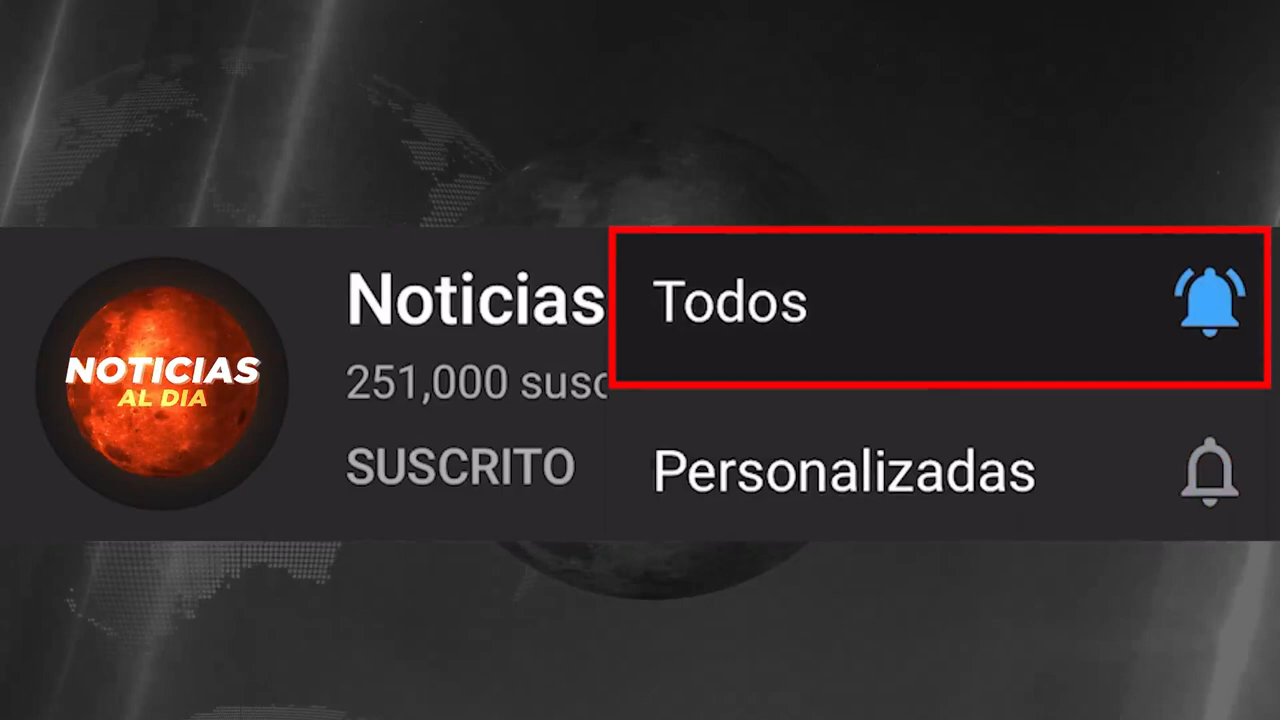 NOTICIAS
AL DIA
Noticias
251,000 susc
SUSCRITO
Todos
Personalizadas